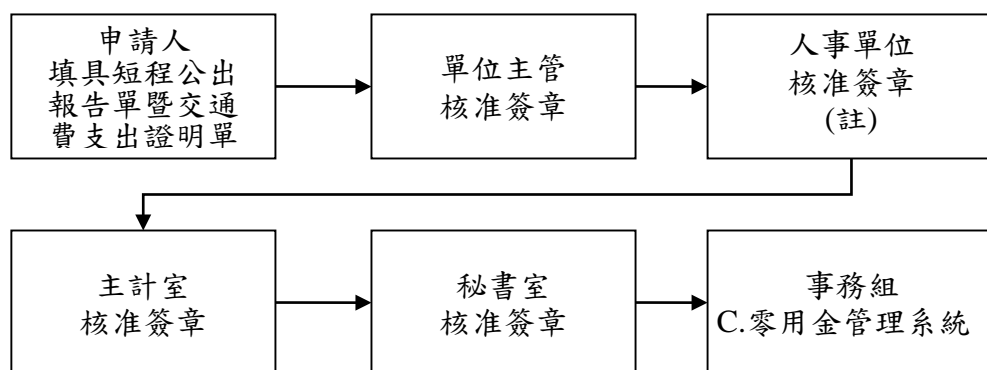 申請人
填具短程公出
報告單暨交通
費支出證明單
單位主管
核准簽章
人事單位
核准簽章
(註)
主計室
核准簽章
秘書室
核准簽章
事務組
C.零用金管理系統